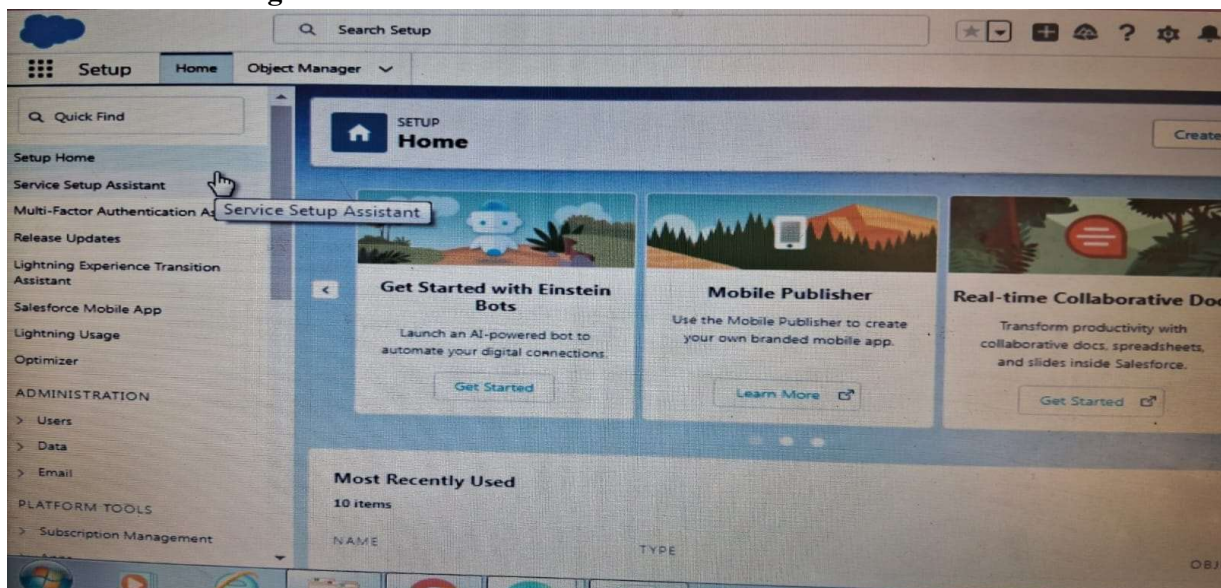 Search Setup
Setup
Home
Object Manager
Quick Find
Setup Home
Service Setup Assistant
Service Setup Assistant
Multi-Factor Authentication A
Release Updates
Lightning Experience Transition
Assistant
Salesforce Mobile App
Lightning Usage
Optimizer
ADMINISTRATION
> Users
> Data
> Email
PLATFORM TOOLS
> Subscription Management
SETUP
Home
Create
Get Started with Einstein
Bots
Launch an AI-powered bot to
automate your digital connections.
Get Started
Mobile Publisher
Use the Mobile Publisher to create
your own branded mobile app.
Learn More
Real-time Collaborative Doc
Transform productivity with
collaborative docs, spreadsheets,
and slides inside Salesforce.
Get Started
Most Recently Used
10 items
NAME
TYPE
OBJ